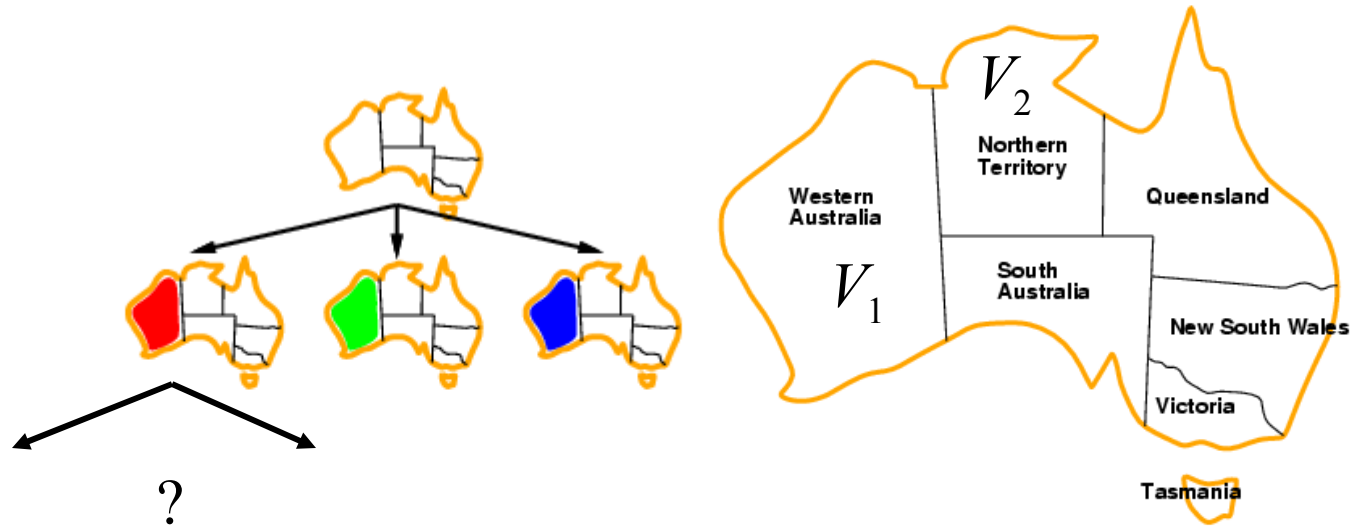 ?
V₂
Northern
Territory
Western
Australia
Queensland
V₁
South
Australia
New South Wales
Victoria
Tasmania